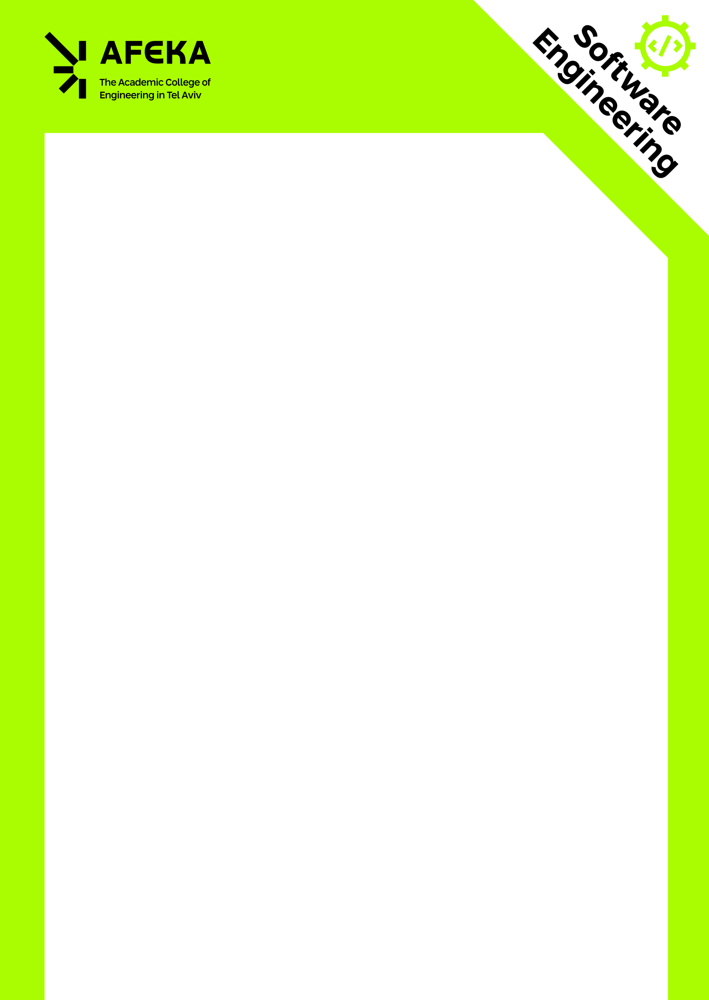 AFEKA
The Academic College of
Engineering in Tel Aviv
Software
Engineering
</>